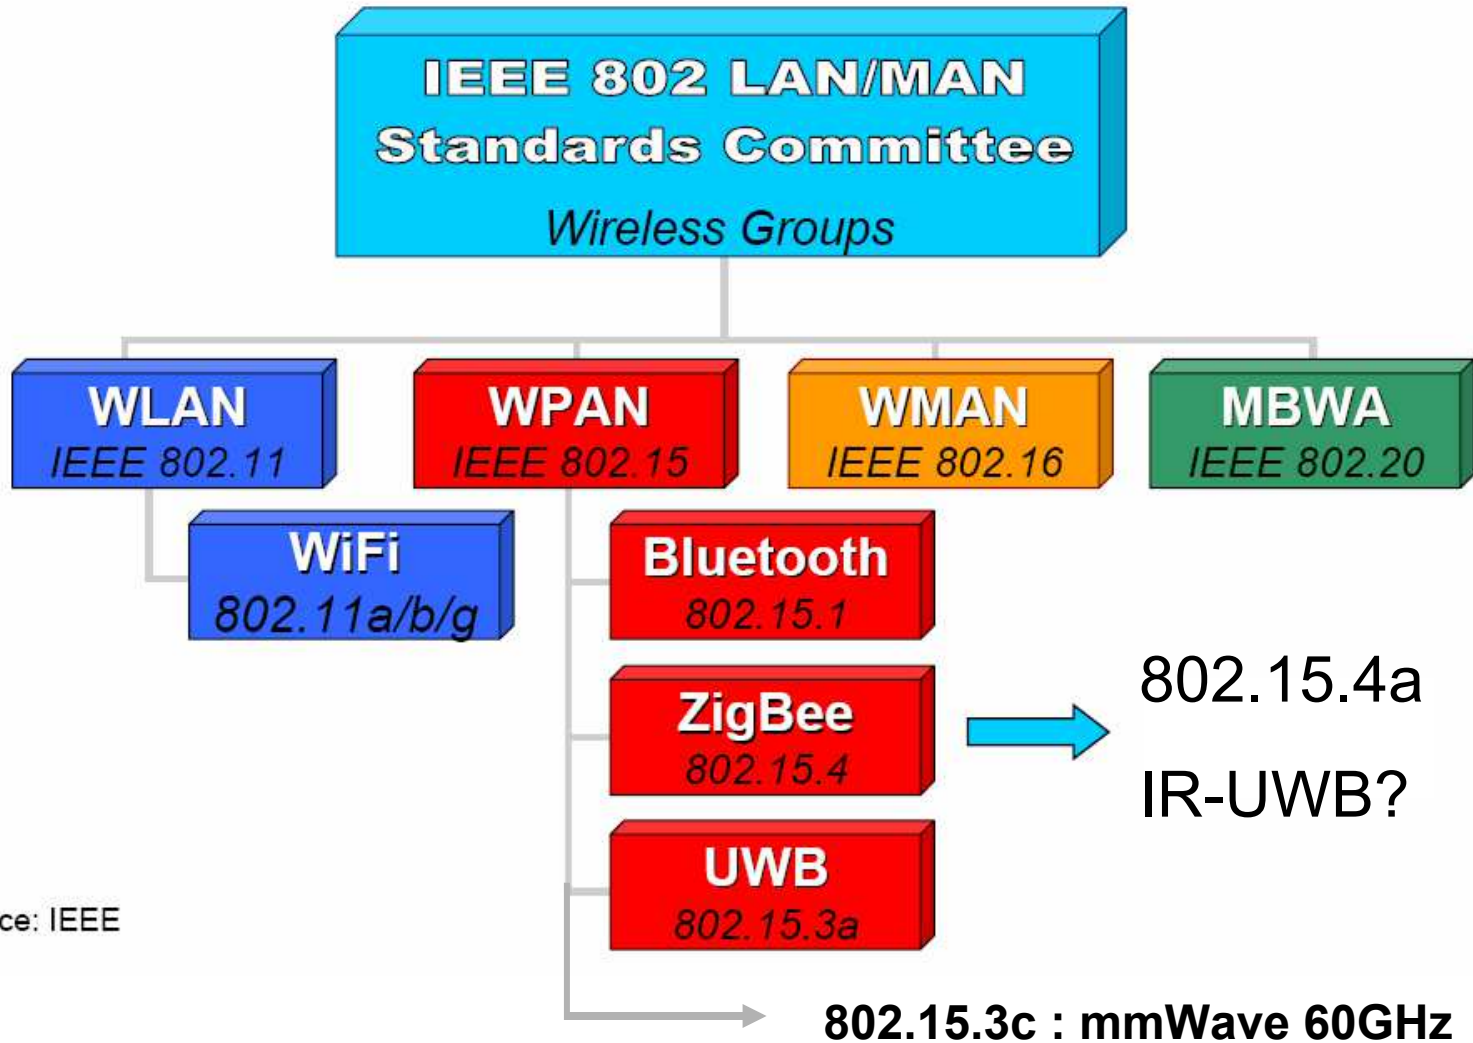 IEEE 802 LAN/MAN
Standards Committee
Wireless Groups
WLAN
IEEE 802.11
WPAN
IEEE 802.15
WMAN
IEEE 802.16
MBWA
IEEE 802.20
WiFi
802.11a/b/g
Bluetooth
802.15.1
ZigBee
802.15.4
802.15.4a
IR-UWB?
UWB
802.15.3a
ce: IEEE
802.15.3c : mmWave 60GHz